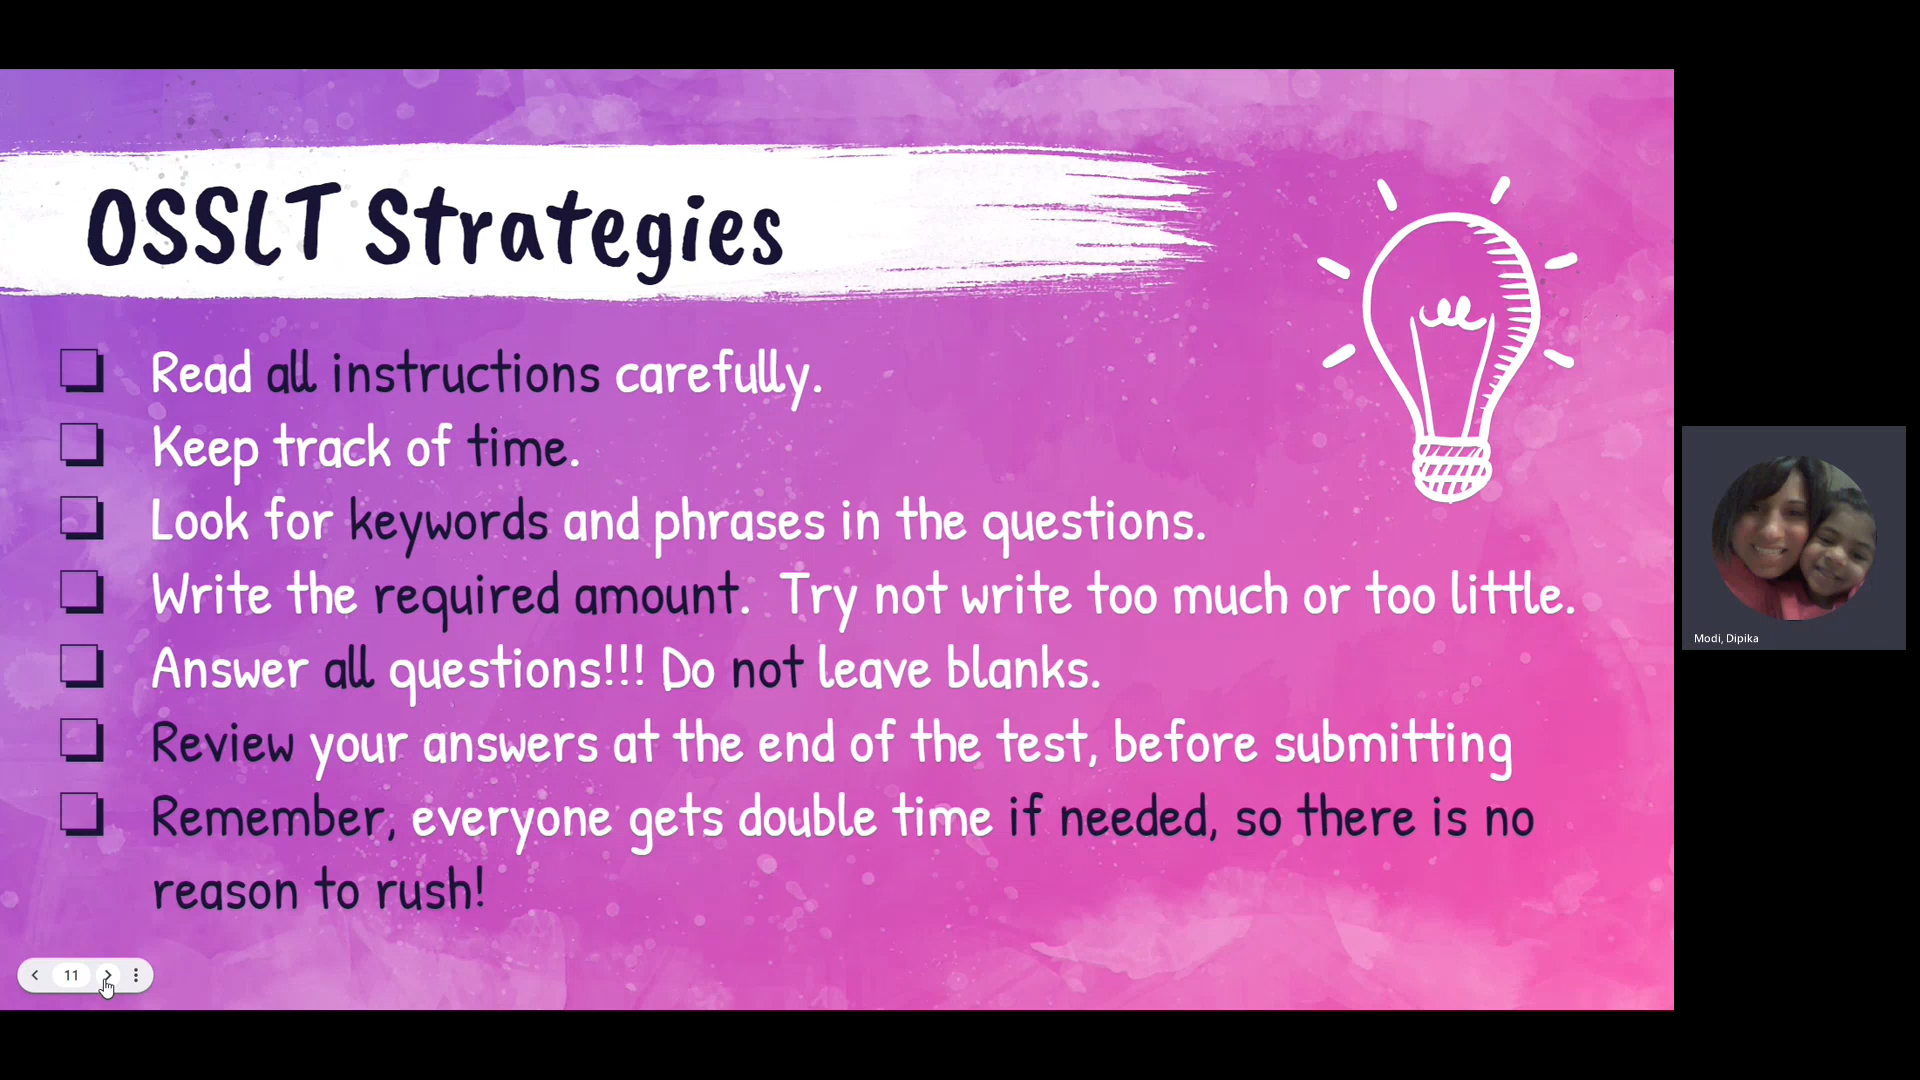 OSSLT Strategies
Read all instructions carefully.
Keep track of time.
Look for keywords and phrases in the questions.
Write the required amount. Try not write too much or too little.
Answer all questions!!! Do not leave blanks.
Review your answers at the end of the test, before submitting
Remember, everyone gets double time if needed, so there is no
reason to rush!
11
Modi, Dipika